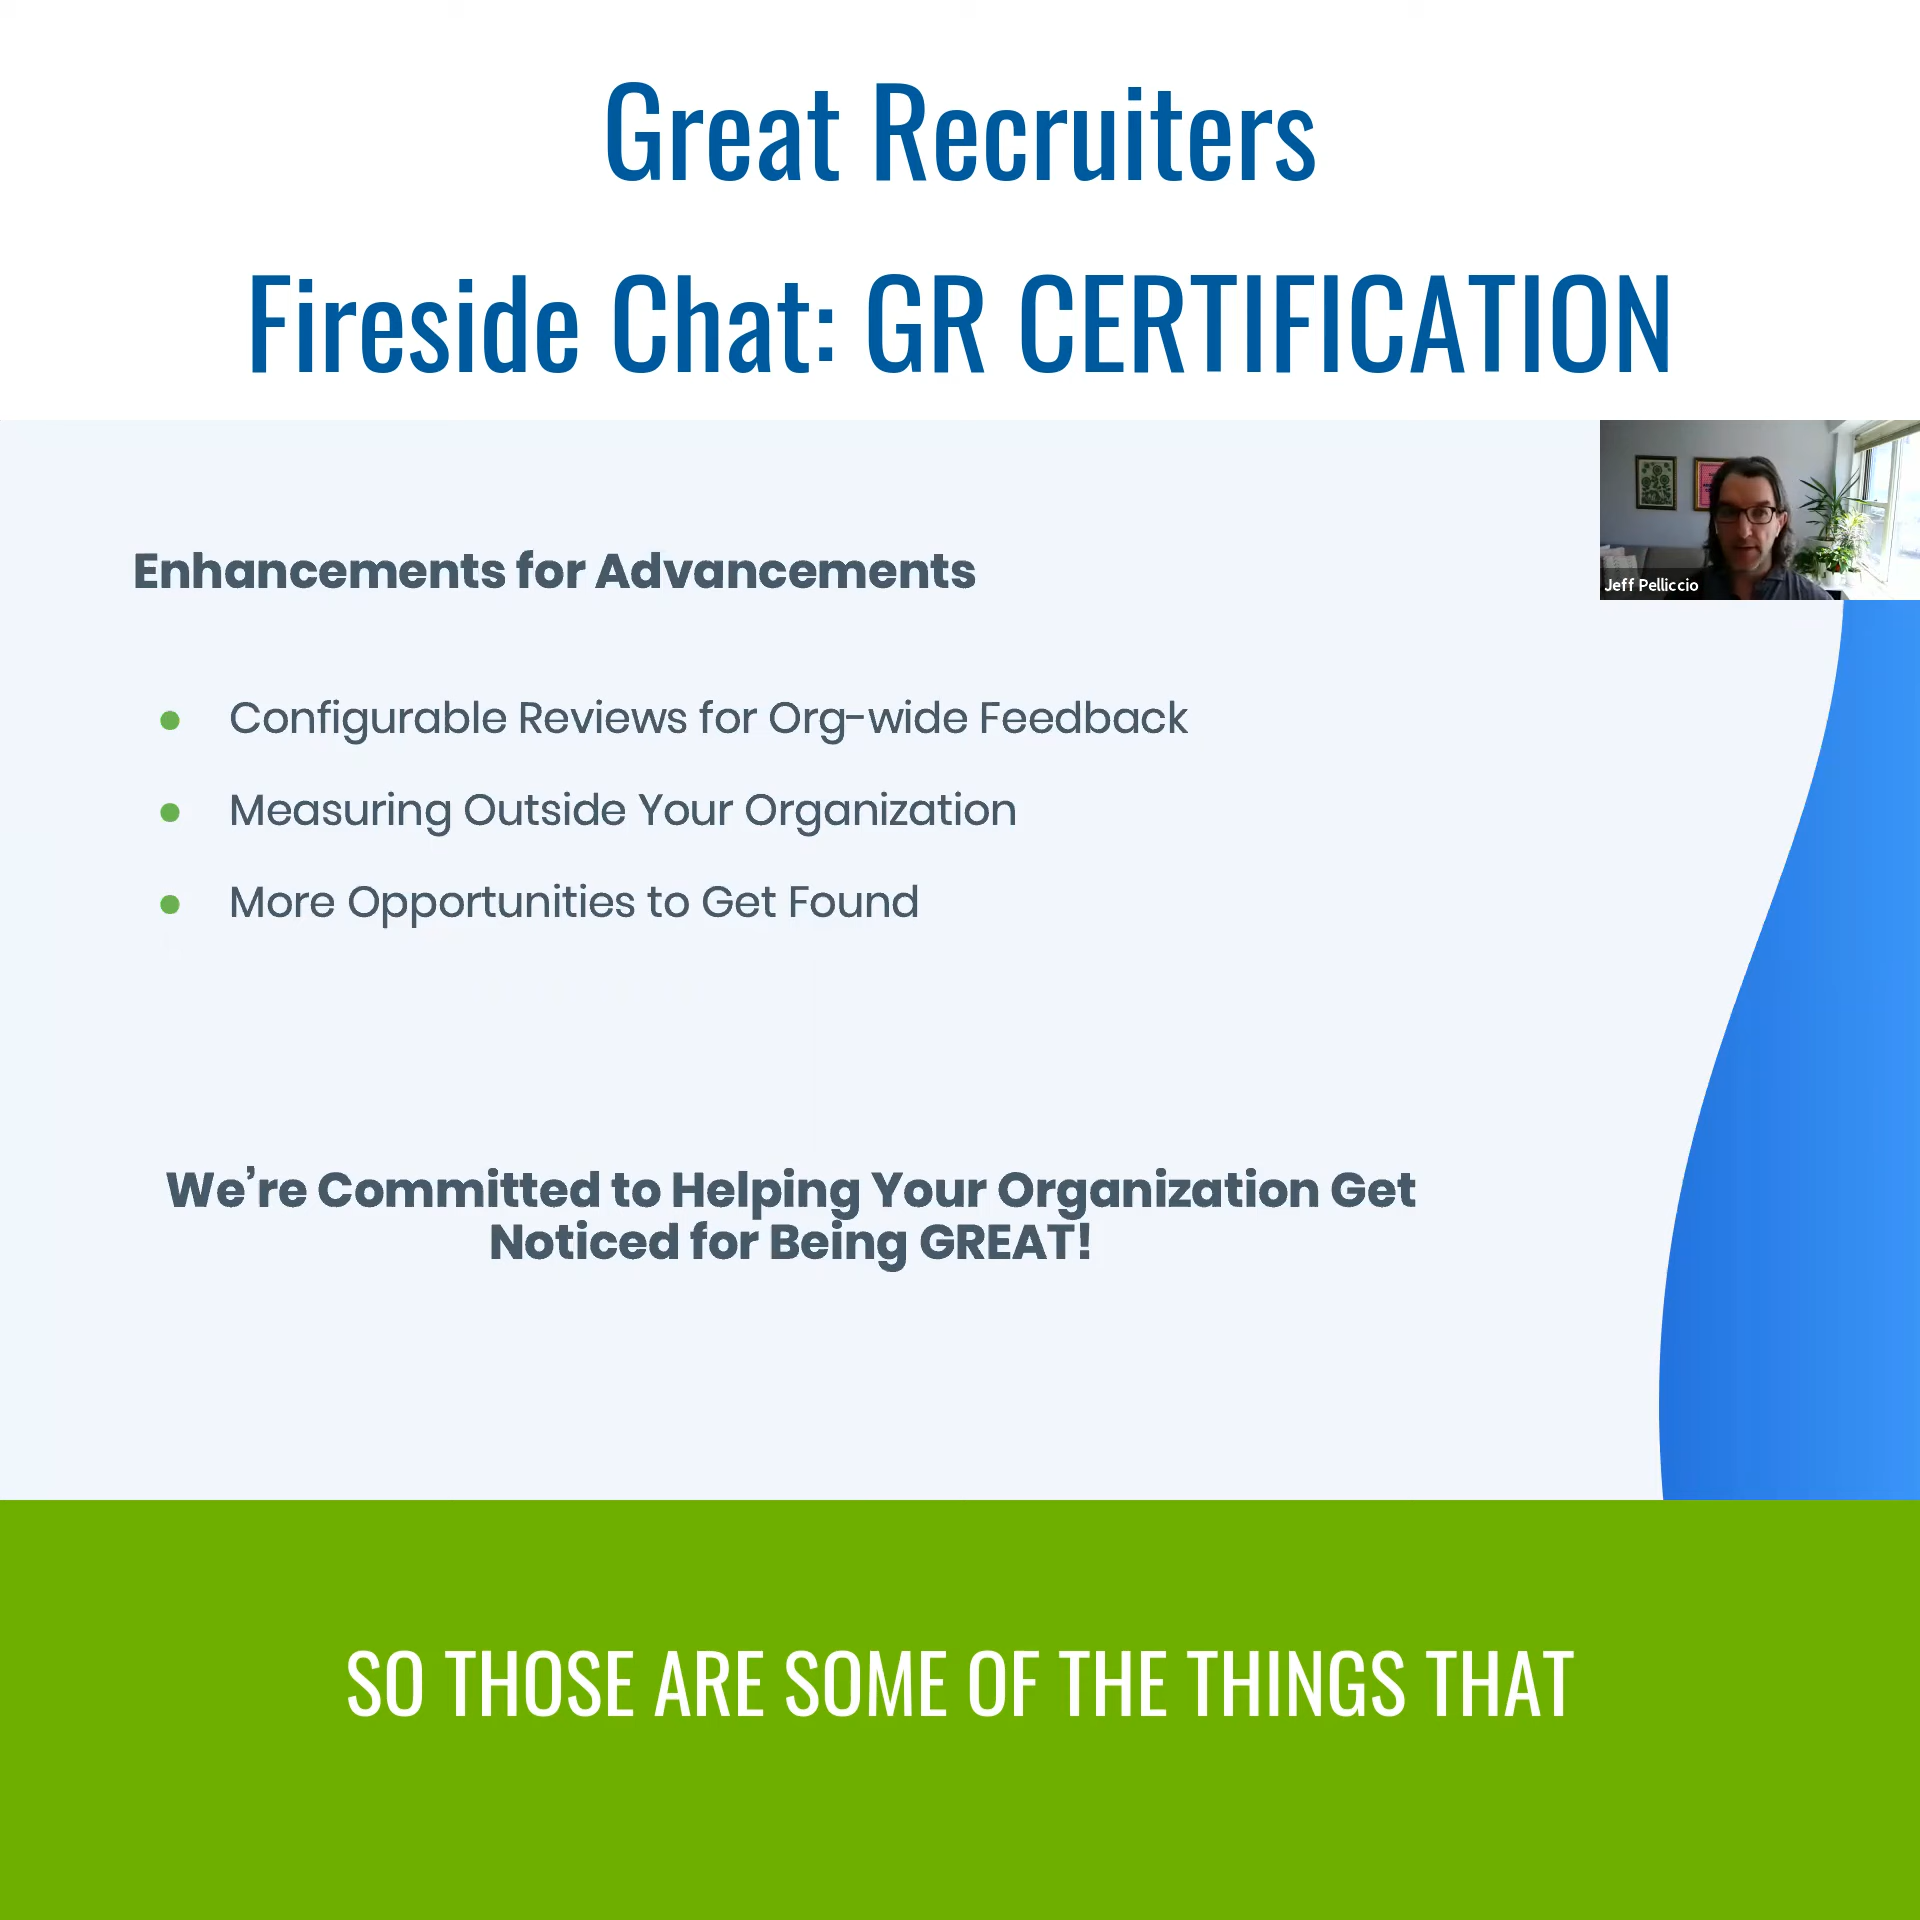 Great Recruiters
Fireside Chat: GR CERTIFICATION
Jeff Pelliccio
Enhancements for Advancements
Configurable Reviews for Org-wide Feedback
Measuring Outside Your Organization
More Opportunities to Get Found
We’re Committed to Helping Your Organization Get
Noticed for Being GREAT!
SO THOSE ARE SOME OF THE THINGS THAT